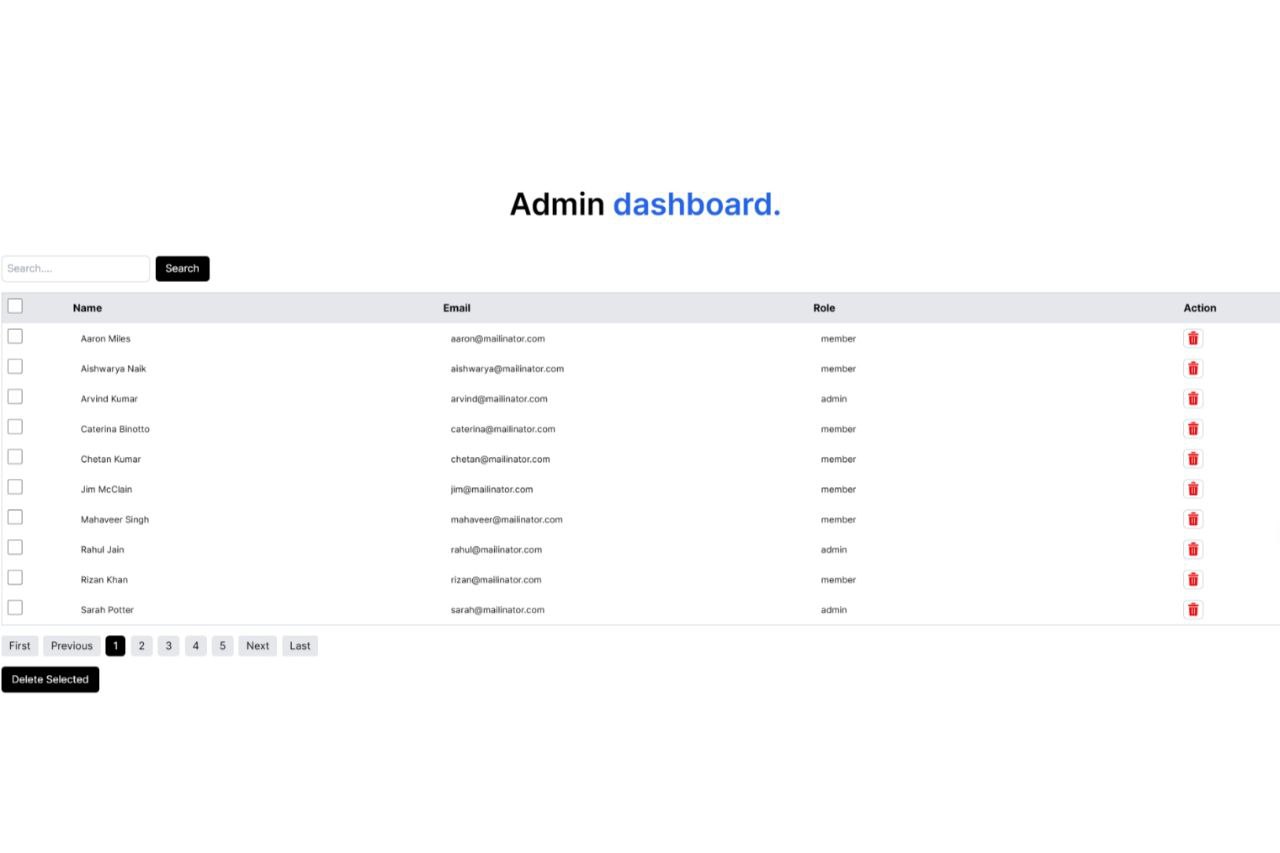 Admin dashboard.
Search.... Search
Name Email Role Action
Aaron Miles aaron@mailinator.com member
Aishwarya Naik aishwarya@mailinator.com member
Arvind Kumar arvind@mailinator.com admin
Caterina Binotto caterina@mailinator.com member
Chetan Kumar chetan@mailinator.com member
Jim McClain jim@mailinator.com member
Mahaveer Singh mahaveer@mailinator.com member
Rahul Jain rahul@mailinator.com admin
Rizan Khan rizan@mailinator.com member
Sarah Potter sarah@mailinator.com admin
First Previous 1 2 3 4 5 Next Last
Delete Selected